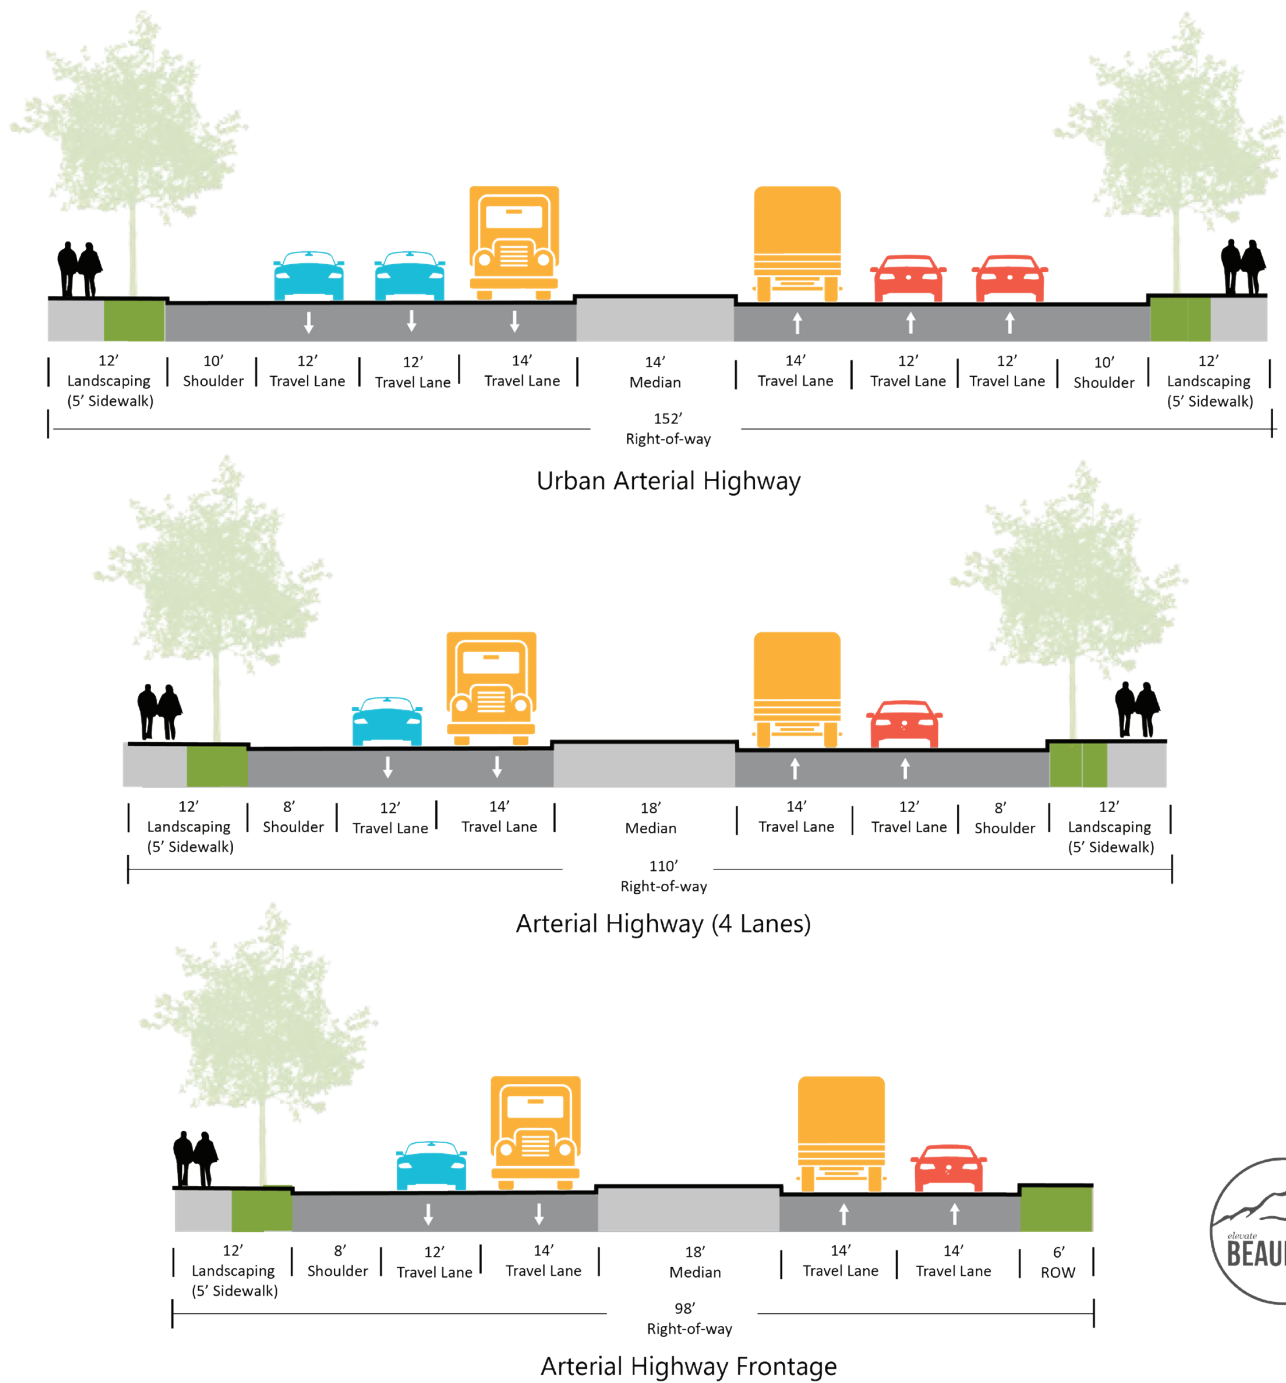 12' 10' 12' 12' 14' 14' 14' 12' 12' 10' 12'
Landscaping Shoulder Travel Lane Travel Lane Travel Lane Median Travel Lane Travel Lane Travel Lane Shoulder Landscaping
(5' Sidewalk) (5' Sidewalk)
152'
Right-of-way
Urban Arterial Highway
12' 8' 12' 14' 18' 14' 12' 8' 12'
Landscaping Shoulder Travel Lane Travel Lane Median Travel Lane Travel Lane Shoulder Landscaping
(5' Sidewalk) (5' Sidewalk)
110'
Right-of-way
Arterial Highway (4 Lanes)
12' 8' 12' 14' 18' 14' 14' 6'
Landscaping Shoulder Travel Lane Travel Lane Median Travel Lane Travel Lane ROW
(5' Sidewalk)
98'
Right-of-way
Arterial Highway Frontage
elevate